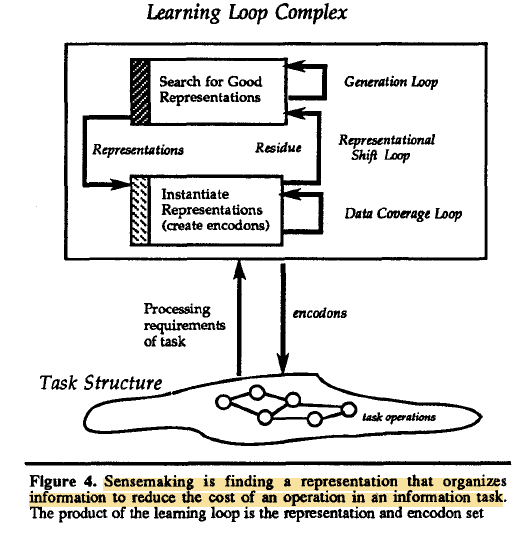 Learning Loop Complex
Search for Good
Representations
Generation Loop
Representations
Residue
Representational
Shift Loop
Instantiate
Representations
(create encodons)
Data Coverage Loop
Processing
requirements
of task
encodons
Task Structure
task operations
Figure 4. Sensemaking is finding a representation that organizes
information to reduce the cost of an operation in an information task.
The product of the learning loop is the representation and encodon set